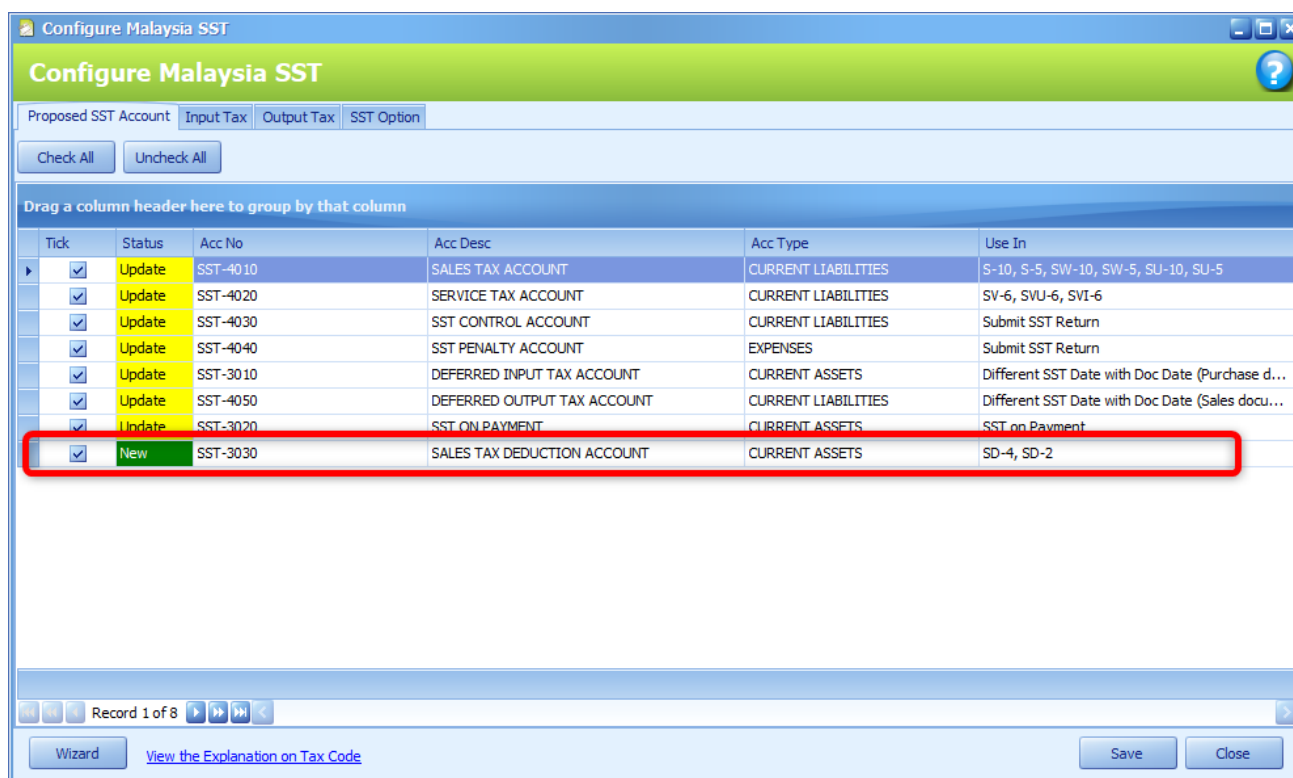 Configure Malaysia SST
Configure Malaysia SST
?
Proposed SST Account Input Tax Output Tax SST Option
Check All Uncheck All
Drag a column header here to group by that column
Tick Status Acc No Acc Desc Acc Type Use In
Update SST-4010 SALES TAX ACCOUNT CURRENT LIABILITIES S-10, S-5, SW-10, SW-5, SU-10, SU-5
Update SST-4020 SERVICE TAX ACCOUNT CURRENT LIABILITIES SV-6, SVU-6, SVI-6
Update SST-4030 SST CONTROL ACCOUNT CURRENT LIABILITIES Submit SST Return
Update SST-4040 SST PENALTY ACCOUNT EXPENSES Submit SST Return
Update SST-3010 DEFERRED INPUT TAX ACCOUNT CURRENT ASSETS Different SST Date with Doc Date (Purchase d...
Update SST-4050 DEFERRED OUTPUT TAX ACCOUNT CURRENT LIABILITIES Different SST Date with Doc Date (Sales docu...
Update SST-3020 SST ON PAYMENT CURRENT ASSETS SST on Payment
New SST-3030 SALES TAX DEDUCTION ACCOUNT CURRENT ASSETS SD-4, SD-2
Record 1 of 8
Wizard View the Explanation on Tax Code Save Close